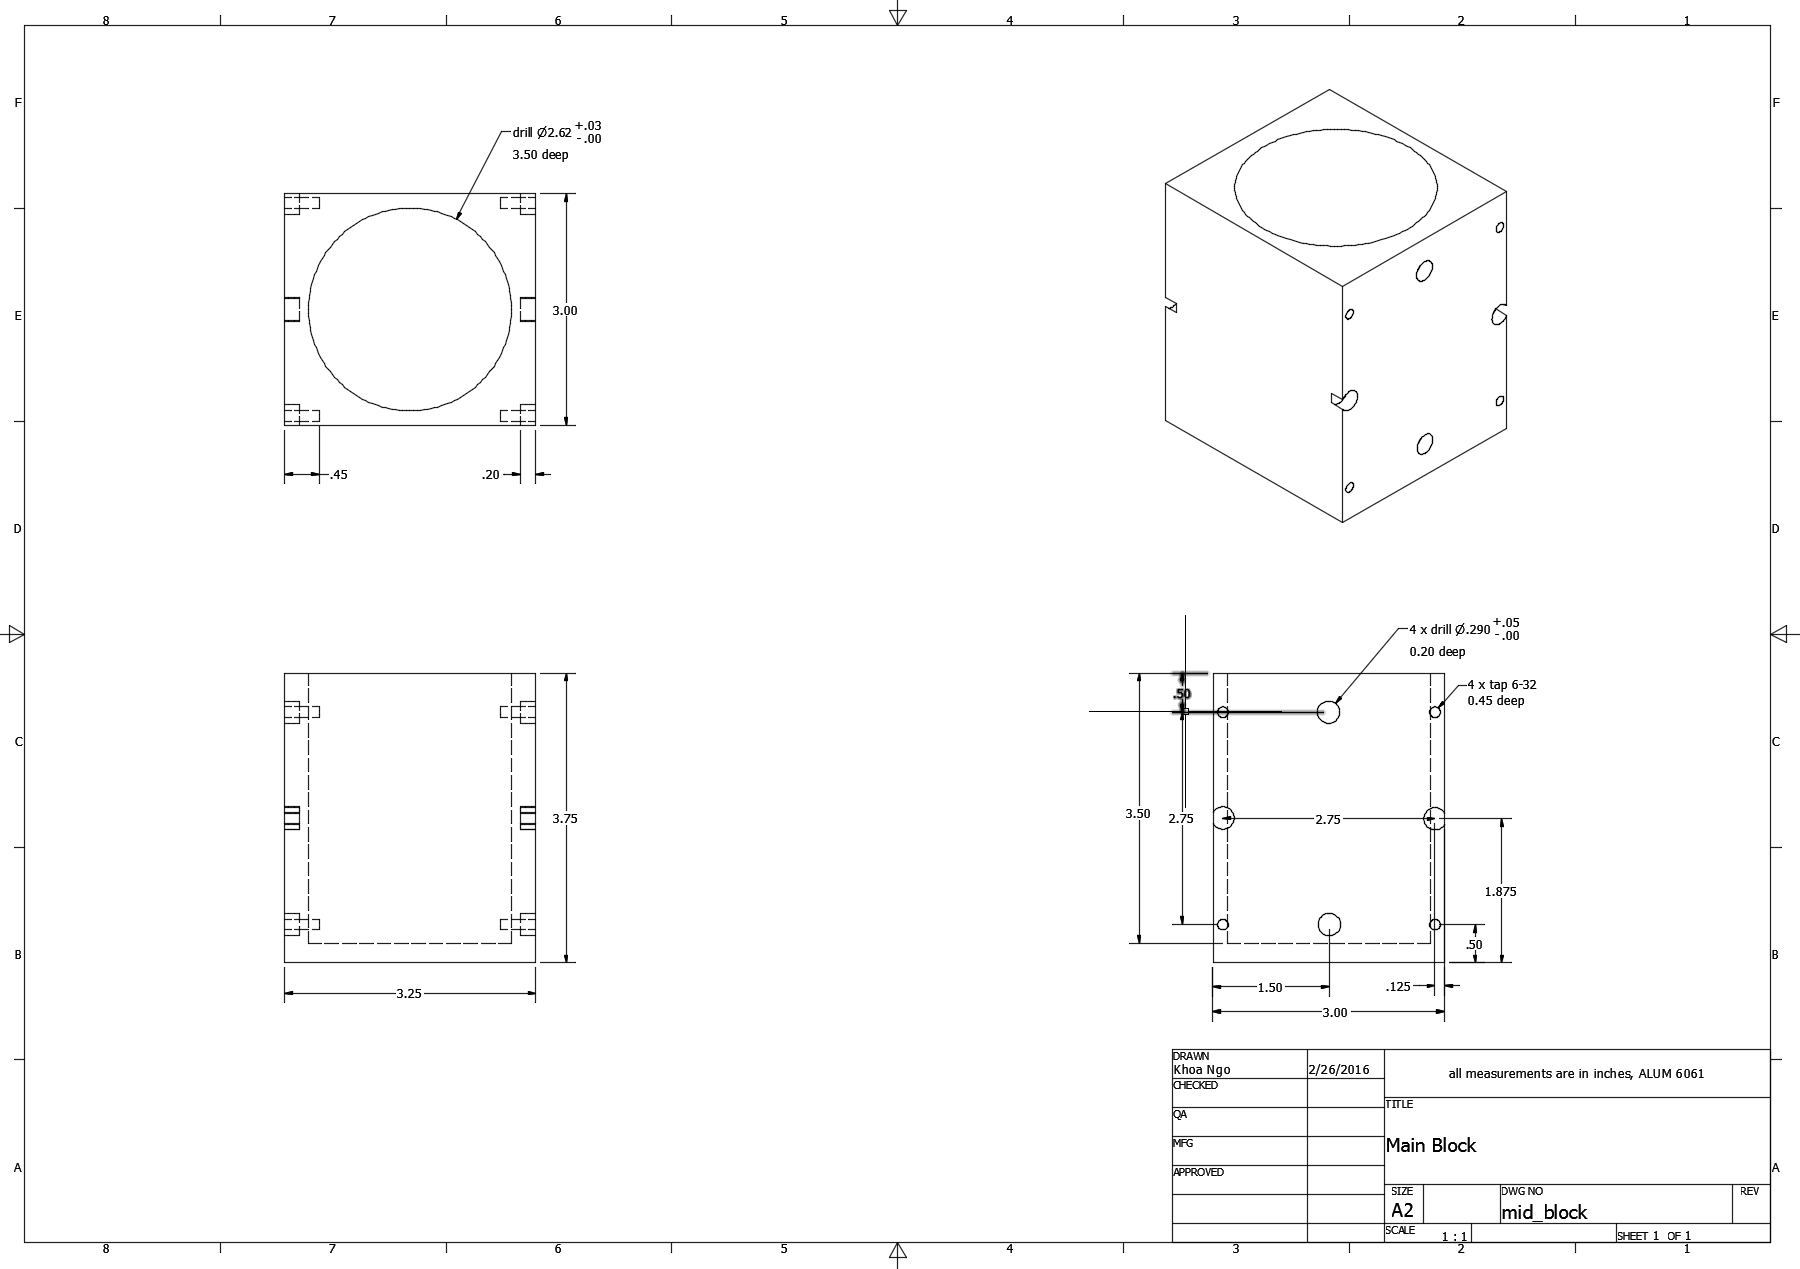 8 7 6 5 4 3 2 1
F F
drill Ø2.62 +.03 -.00
3.50 deep
E 3.00 E
.45 .20
D D
4 x drill Ø.290 +.05 -.00
0.20 deep
4 x tap 6-32
0.45 deep
.50
C C
3.75
3.50 2.75 2.75
1.875
.50
B B
3.25
1.50 .125
3.00
DRAWN
Khoa Ngo 2/26/2016
all measurements are in inches, ALUM 6061
CHECKED
TITLE
QA
MFG
Main Block
A A
APPROVED
SIZE DWG NO REV
A2 mid_block
SCALE 1 : 1 SHEET 1 OF 1
8 7 6 5 4 3 2 1